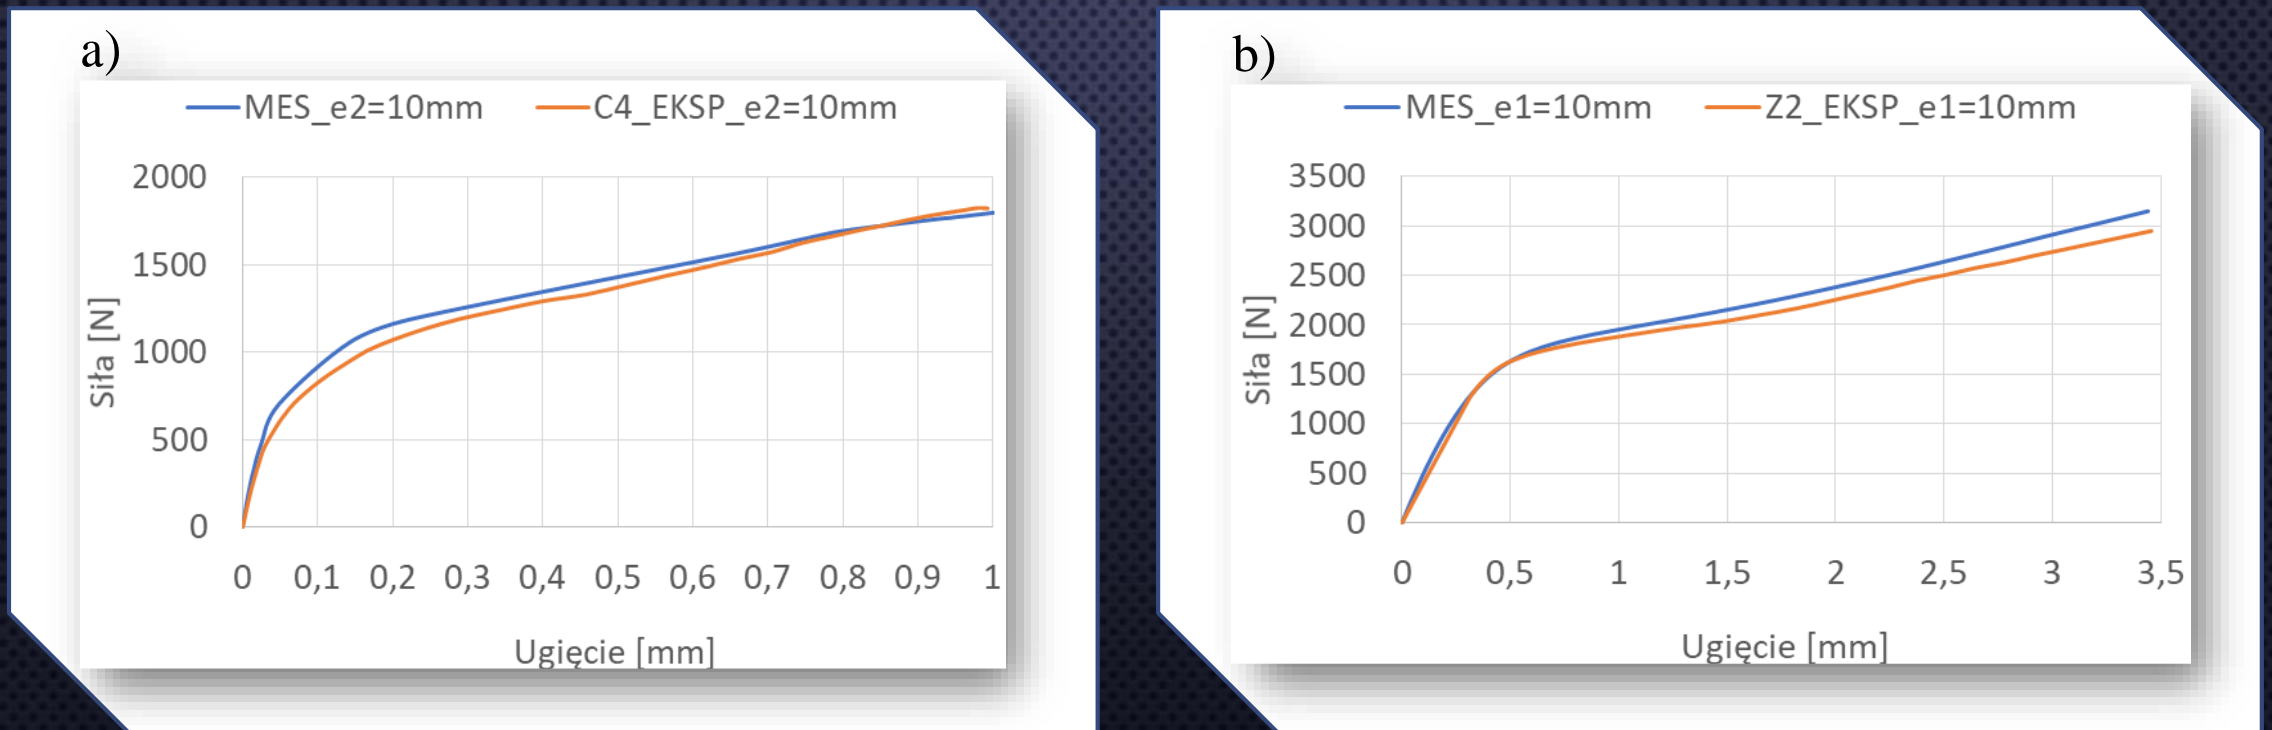 a)
MES_e2=10mm C4_EKSP_e2=10mm
2000
1500
1000
500
0
Siła [N]
0 0,1 0,2 0,3 0,4 0,5 0,6 0,7 0,8 0,9 1
Ugięcie [mm]
b)
MES_e1=10mm Z2_EKSP_e1=10mm
3500
3000
2500
2000
1500
1000
500
0
Siła [N]
0 0,5 1 1,5 2 2,5 3 3,5
Ugięcie [mm]